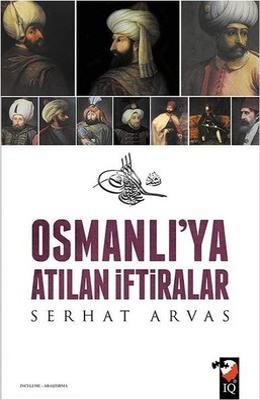 OSMANLI'YA
ATILAN İFTİRALAR
SERHAT ARVAS
İNCELEME - ARAŞTIRMA
IQ